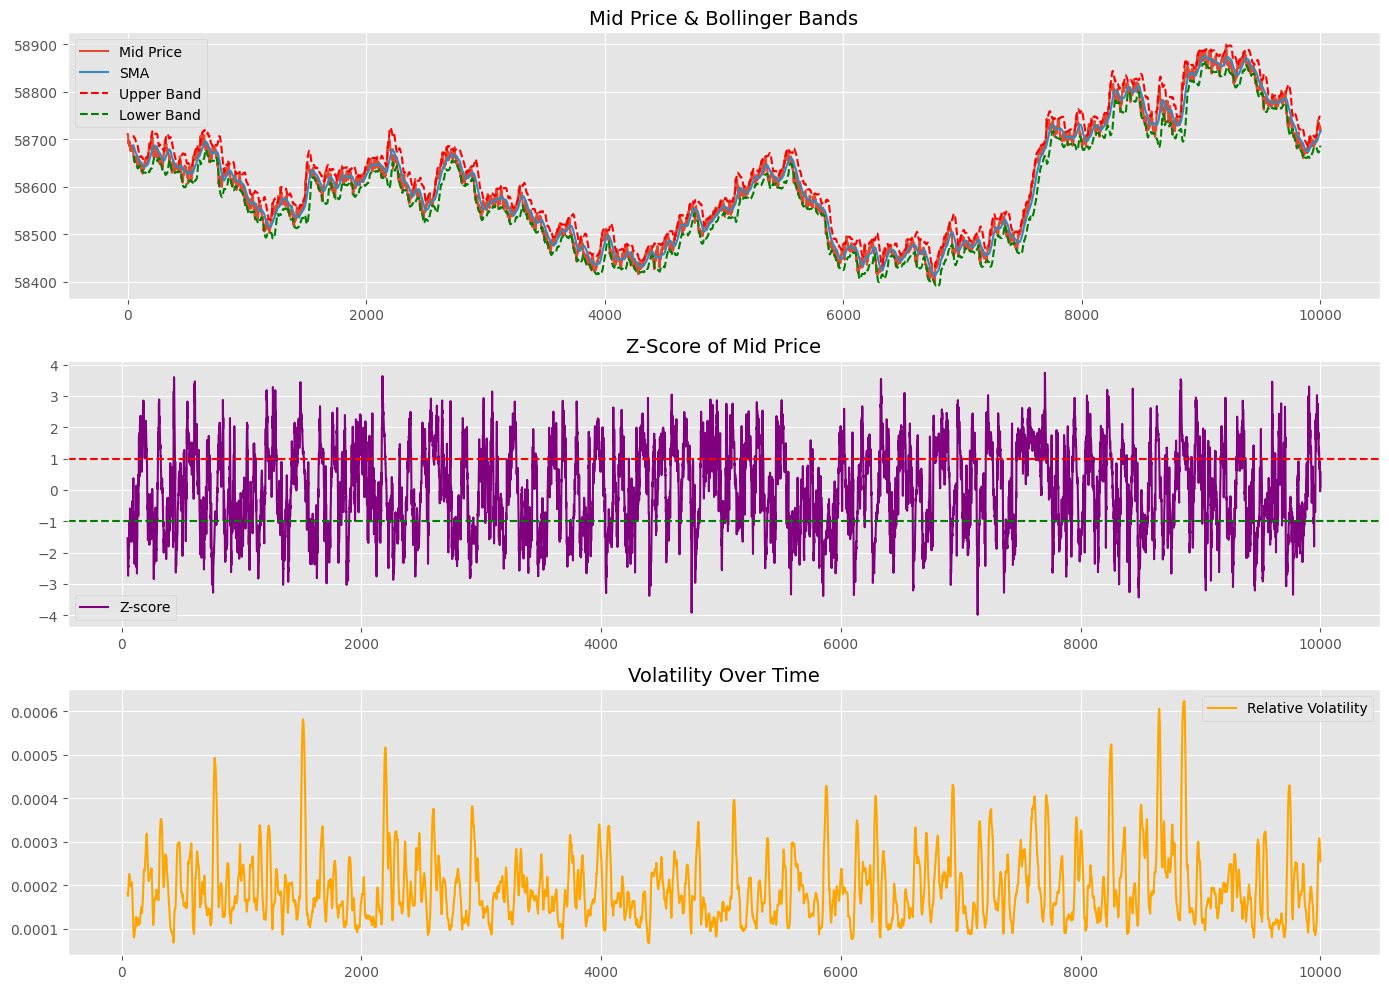 Mid Price & Bollinger Bands
58900
58800
58700
58600
58500
58400
Mid Price
SMA
Upper Band
Lower Band
0 2000 4000 6000 8000 10000
Z-Score of Mid Price
4
3
2
1
0
−1
−2
−3
−4
Z-score
0 2000 4000 6000 8000 10000
Volatility Over Time
0.0006
0.0005
0.0004
0.0003
0.0002
0.0001
Relative Volatility
0 2000 4000 6000 8000 10000